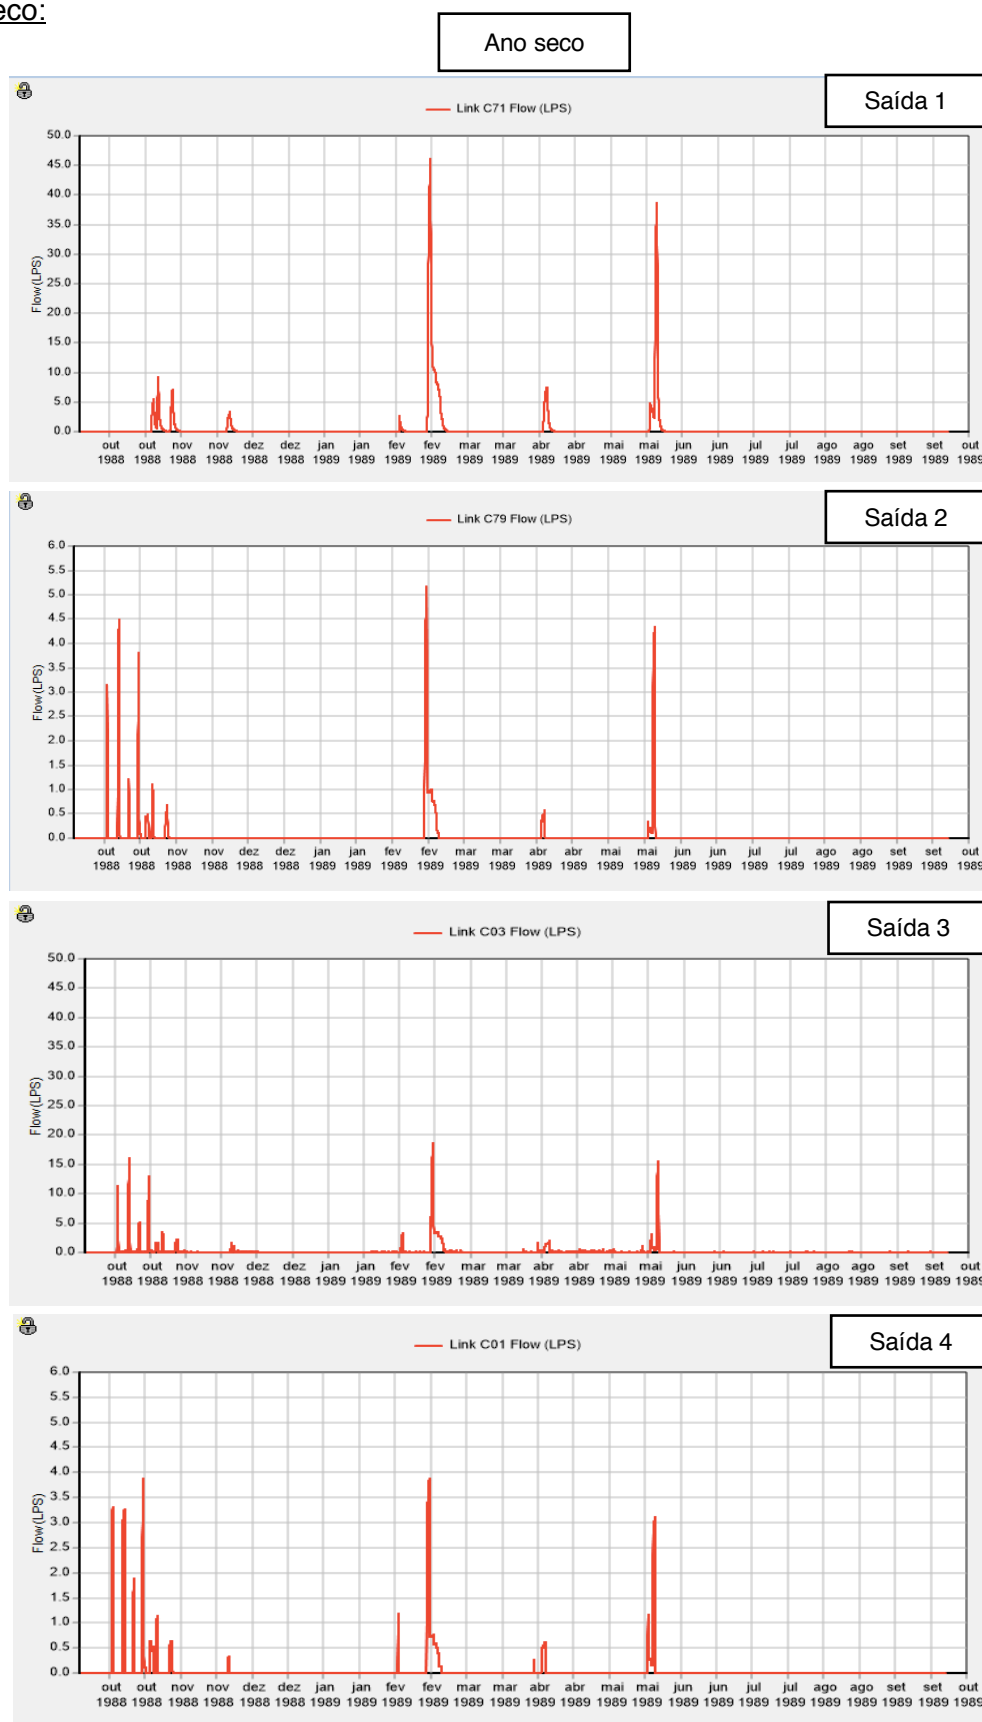 eco:
Ano seco
Saída 1
Link C71 Flow (LPS)
50.0
45.0
40.0
35.0
30.0
25.0
20.0
15.0
10.0
5.0
0.0
Flow (LPS)
out out nov nov dez dez jan jan fev fev mar mar abr abr mai mai jun jun jul jul ago ago set set out
1988 1988 1988 1988 1988 1988 1989 1989 1989 1989 1989 1989 1989 1989 1989 1989 1989 1989 1989 1989 1989 1989 1989 1989 1989
Saída 2
Link C79 Flow (LPS)
6.0
5.5
5.0
4.5
4.0
3.5
3.0
2.5
2.0
1.5
1.0
0.5
0.0
Flow (LPS)
out out nov nov dez dez jan jan fev fev mar mar abr abr mai mai jun jun jul jul ago ago set set out
1988 1988 1988 1988 1988 1988 1989 1989 1989 1989 1989 1989 1989 1989 1989 1989 1989 1989 1989 1989 1989 1989 1989 1989 1989
Saída 3
Link C03 Flow (LPS)
50.0
45.0
40.0
35.0
30.0
25.0
20.0
15.0
10.0
5.0
0.0
Flow (LPS)
out out nov nov dez dez jan jan fev fev mar mar abr abr mai mai jun jun jul jul ago ago set set out
1988 1988 1988 1988 1988 1988 1989 1989 1989 1989 1989 1989 1989 1989 1989 1989 1989 1989 1989 1989 1989 1989 1989 1989 1989
Saída 4
Link C01 Flow (LPS)
6.0
5.5
5.0
4.5
4.0
3.5
3.0
2.5
2.0
1.5
1.0
0.5
0.0
Flow (LPS)
out out nov nov dez dez jan jan fev fev mar mar abr abr mai mai jun jun jul jul ago ago set set out
1988 1988 1988 1988 1988 1988 1989 1989 1989 1989 1989 1989 1989 1989 1989 1989 1989 1989 1989 1989 1989 1989 1989 1989 1989